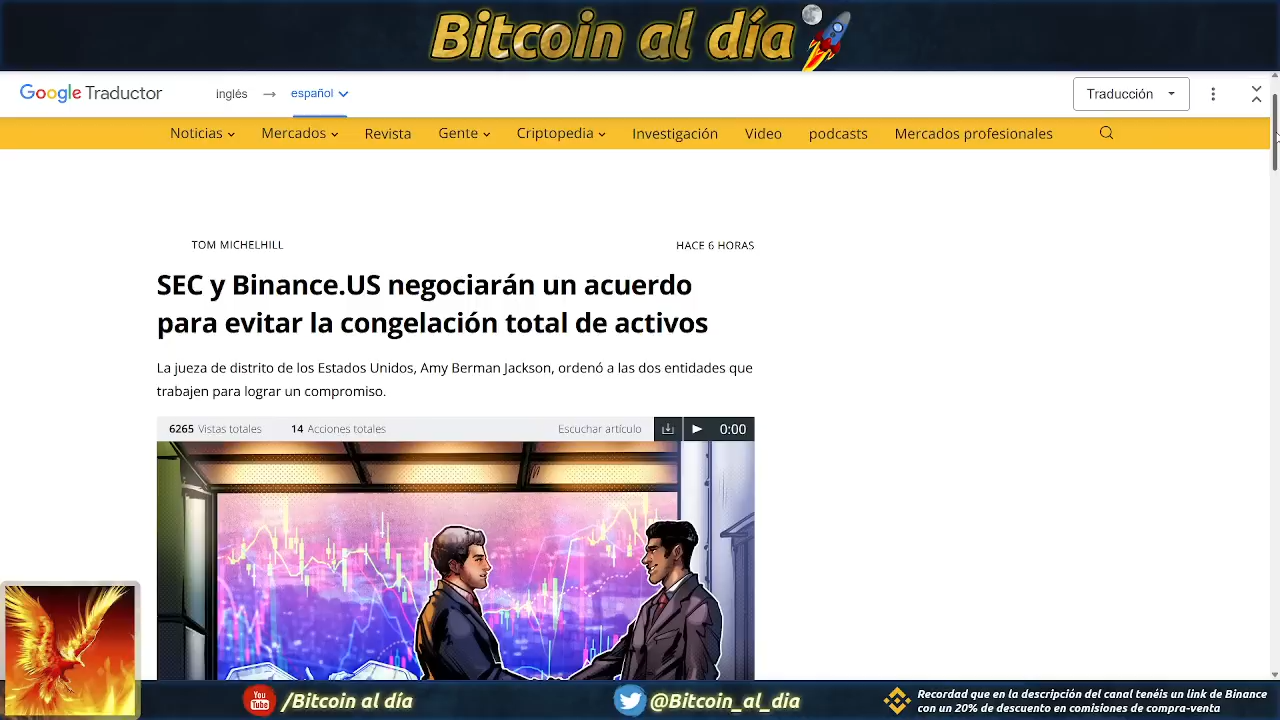 Bitcoin al día
Google Traductor
inglés → español
Traducción
Noticias Mercados Revista Gente Criptopedia Investigación Video podcasts Mercados profesionales
TOM MICHELHILL HACE 6 HORAS
SEC y Binance.US negociarán un acuerdo
para evitar la congelación total de activos
La jueza de distrito de los Estados Unidos, Amy Berman Jackson, ordenó a las dos entidades que
trabajen para lograr un compromiso.
6265 Vistas totales 14 Acciones totales Escuchar artículo 0:00
You
Tube
/Bitcoin al día
@Bitcoin_al_dia
Recordad que en la descripción del canal tenéis un link de Binance
con un 20% de descuento en comisiones de compra-venta